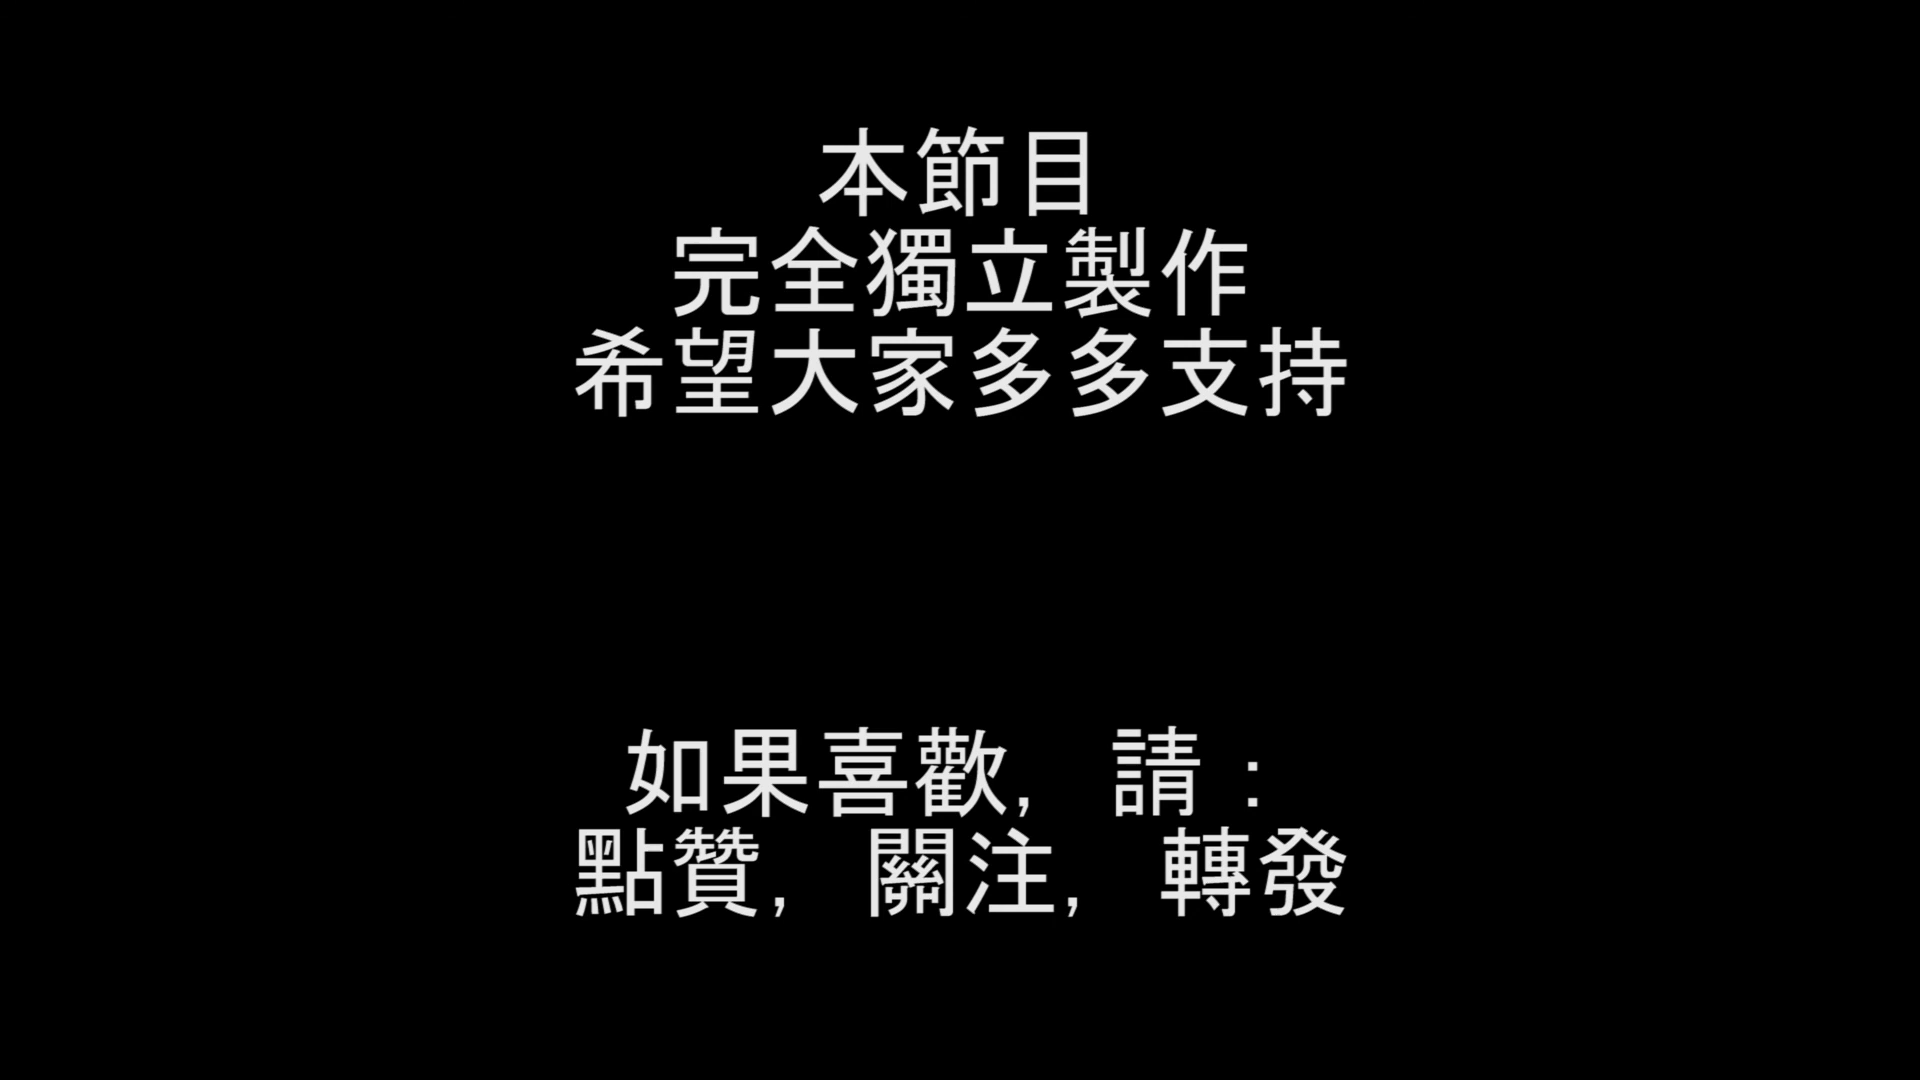 本節目
完全獨立製作
希望大家多多支持
如果喜歡, 請:
點贊, 關注, 轉發